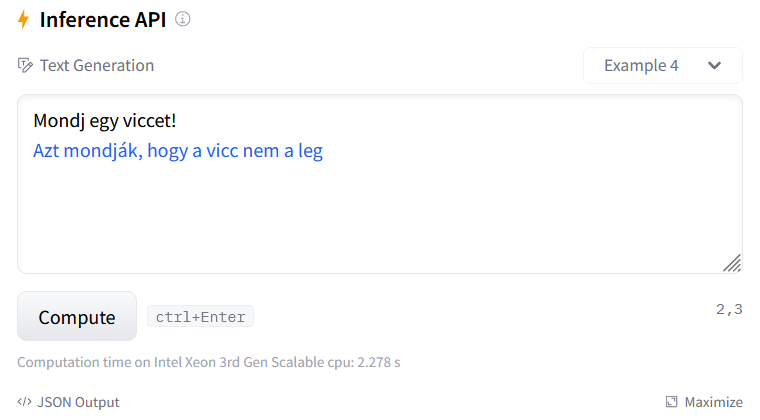 Inference API
Text Generation
Example 4
Mondj egy viccet!
Azt mondják, hogy a vicc nem a leg
Compute
ctrl+Enter
2,3
Computation time on Intel Xeon 3rd Gen Scalable cpu: 2.278 s
</> JSON Output
Maximize